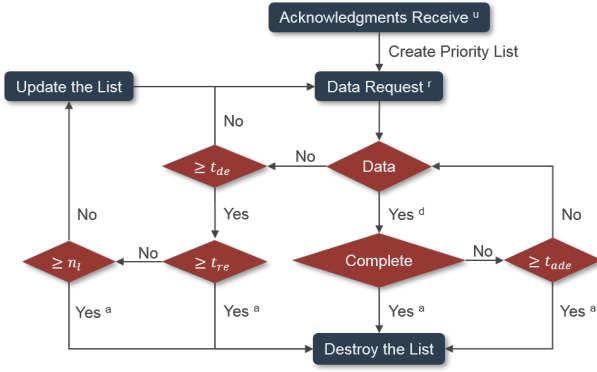 Acknowledgments Receive ᵘ
Create Priority List
Update the List
Data Request ʳ
No
≥ t_de
No
Data
Yes
Yes ᵈ
No
No
≥ n_l
No
≥ t_re
Complete
No
≥ t_ade
Yes ᵃ
Yes ᵃ
Yes ᵃ
Yes ᵃ
Destroy the List